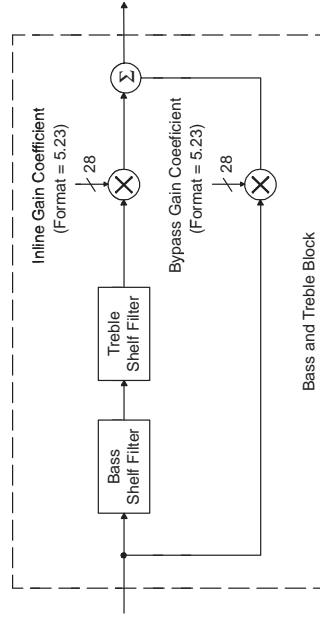 Inline Gain Coefficient
(Format = 5.23)
28
Σ
Bass
Shelf Filter
Treble
Shelf Filter
Bypass Gain Coeefficient
(Format = 5.23)
28
Bass and Treble Block